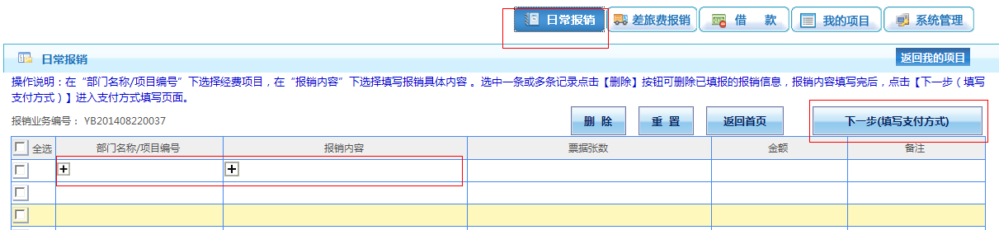 日常报销 差旅费报销 借 款 我的项目 系统管理
日常报销 返回我的项目
操作说明：在“部门名称/项目编号”下选择经费项目，在“报销内容”下选择填写报销具体内容 。选中一条或多条记录点击【删除】按钮可删除已填报的报销信息，报销内容填写完后，点击【下一步（填写
支付方式）】进入支付方式填写页面。
报销业务编号： YB201408220037 删 除 重 置 返回首页 下一步(填写支付方式)
全选 部门名称/项目编号 报销内容 票据张数 金额 备注